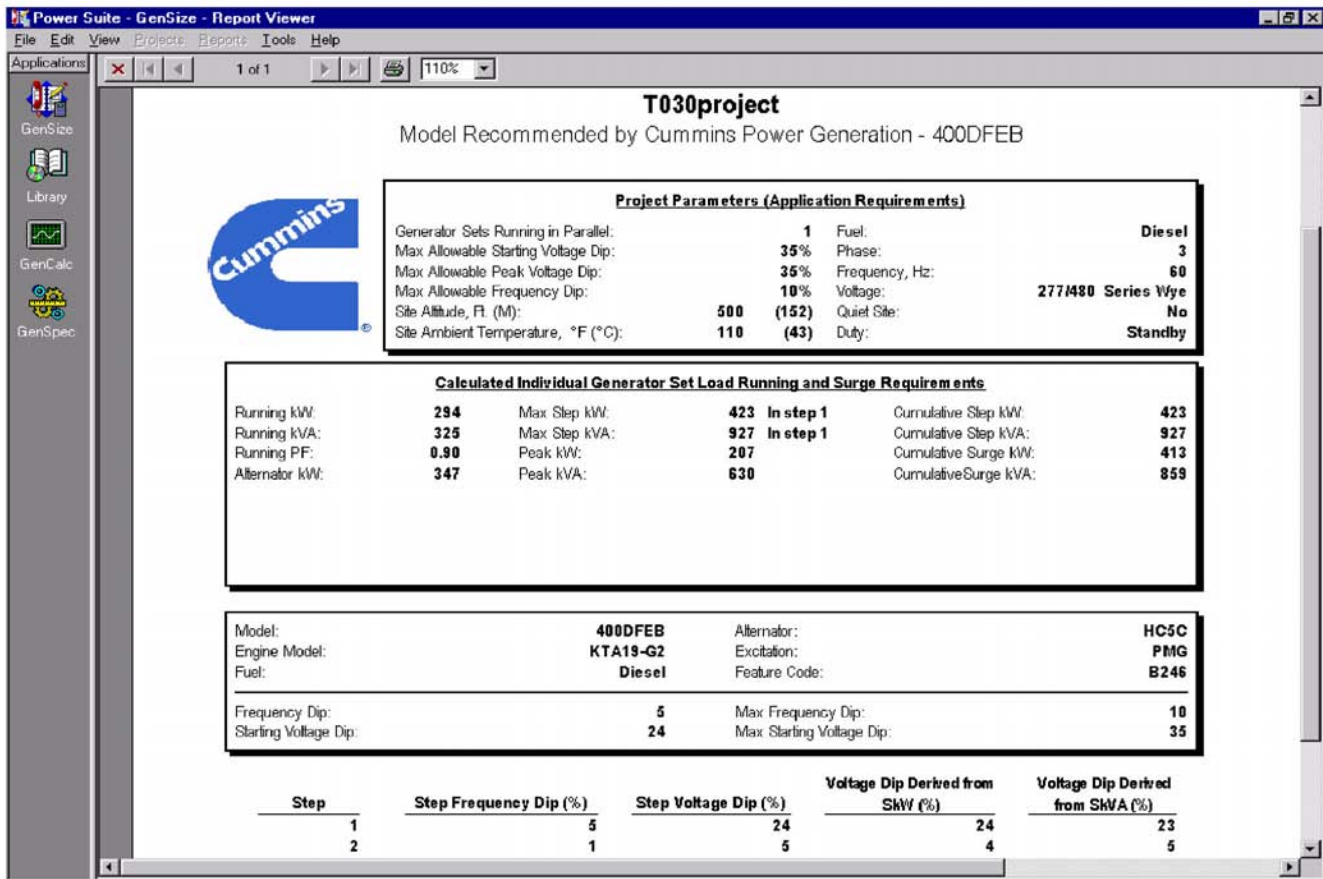 Power Suite - GenSize - Report Viewer
File Edit View Projects Reports Tools Help
Applications
1 of 1
110%
GenSize
Library
GenCalc
GenSpec
T030project
Model Recommended by Cummins Power Generation - 400DFEB
Cummins
®
Project Parameters (Application Requirements)
Generator Sets Running in Parallel: 1 Fuel: Diesel
Max Allowable Starting Voltage Dip: 35% Phase: 3
Max Allowable Peak Voltage Dip: 35% Frequency, Hz: 60
Max Allowable Frequency Dip: 10% Voltage: 277/480 Series Wye
Site Altitude, Ft. (M): 500 (152) Quiet Site: No
Site Ambient Temperature, °F (°C): 110 (43) Duty: Standby
Calculated Individual Generator Set Load Running and Surge Requirements
Running kW: 294 Max Step kW: 423 In step 1 Cumulative Step kW: 423
Running kVA: 325 Max Step kVA: 927 In step 1 Cumulative Step kVA: 927
Running PF: 0.90 Peak kW: 207 Cumulative Surge kW: 413
Alternator kW: 347 Peak kVA: 630 CumulativeSurge kVA: 859
Model: 400DFEB Alternator: HC5C
Engine Model: KTA19-G2 Excitation: PMG
Fuel: Diesel Feature Code: B246
Frequency Dip: 5 Max Frequency Dip: 10
Starting Voltage Dip: 24 Max Starting Voltage Dip: 35
Step Step Frequency Dip (%) Step Voltage Dip (%) Voltage Dip Derived from SkW (%) Voltage Dip Derived from SkVA (%)
1 5 24 24 23
2 1 5 4 5